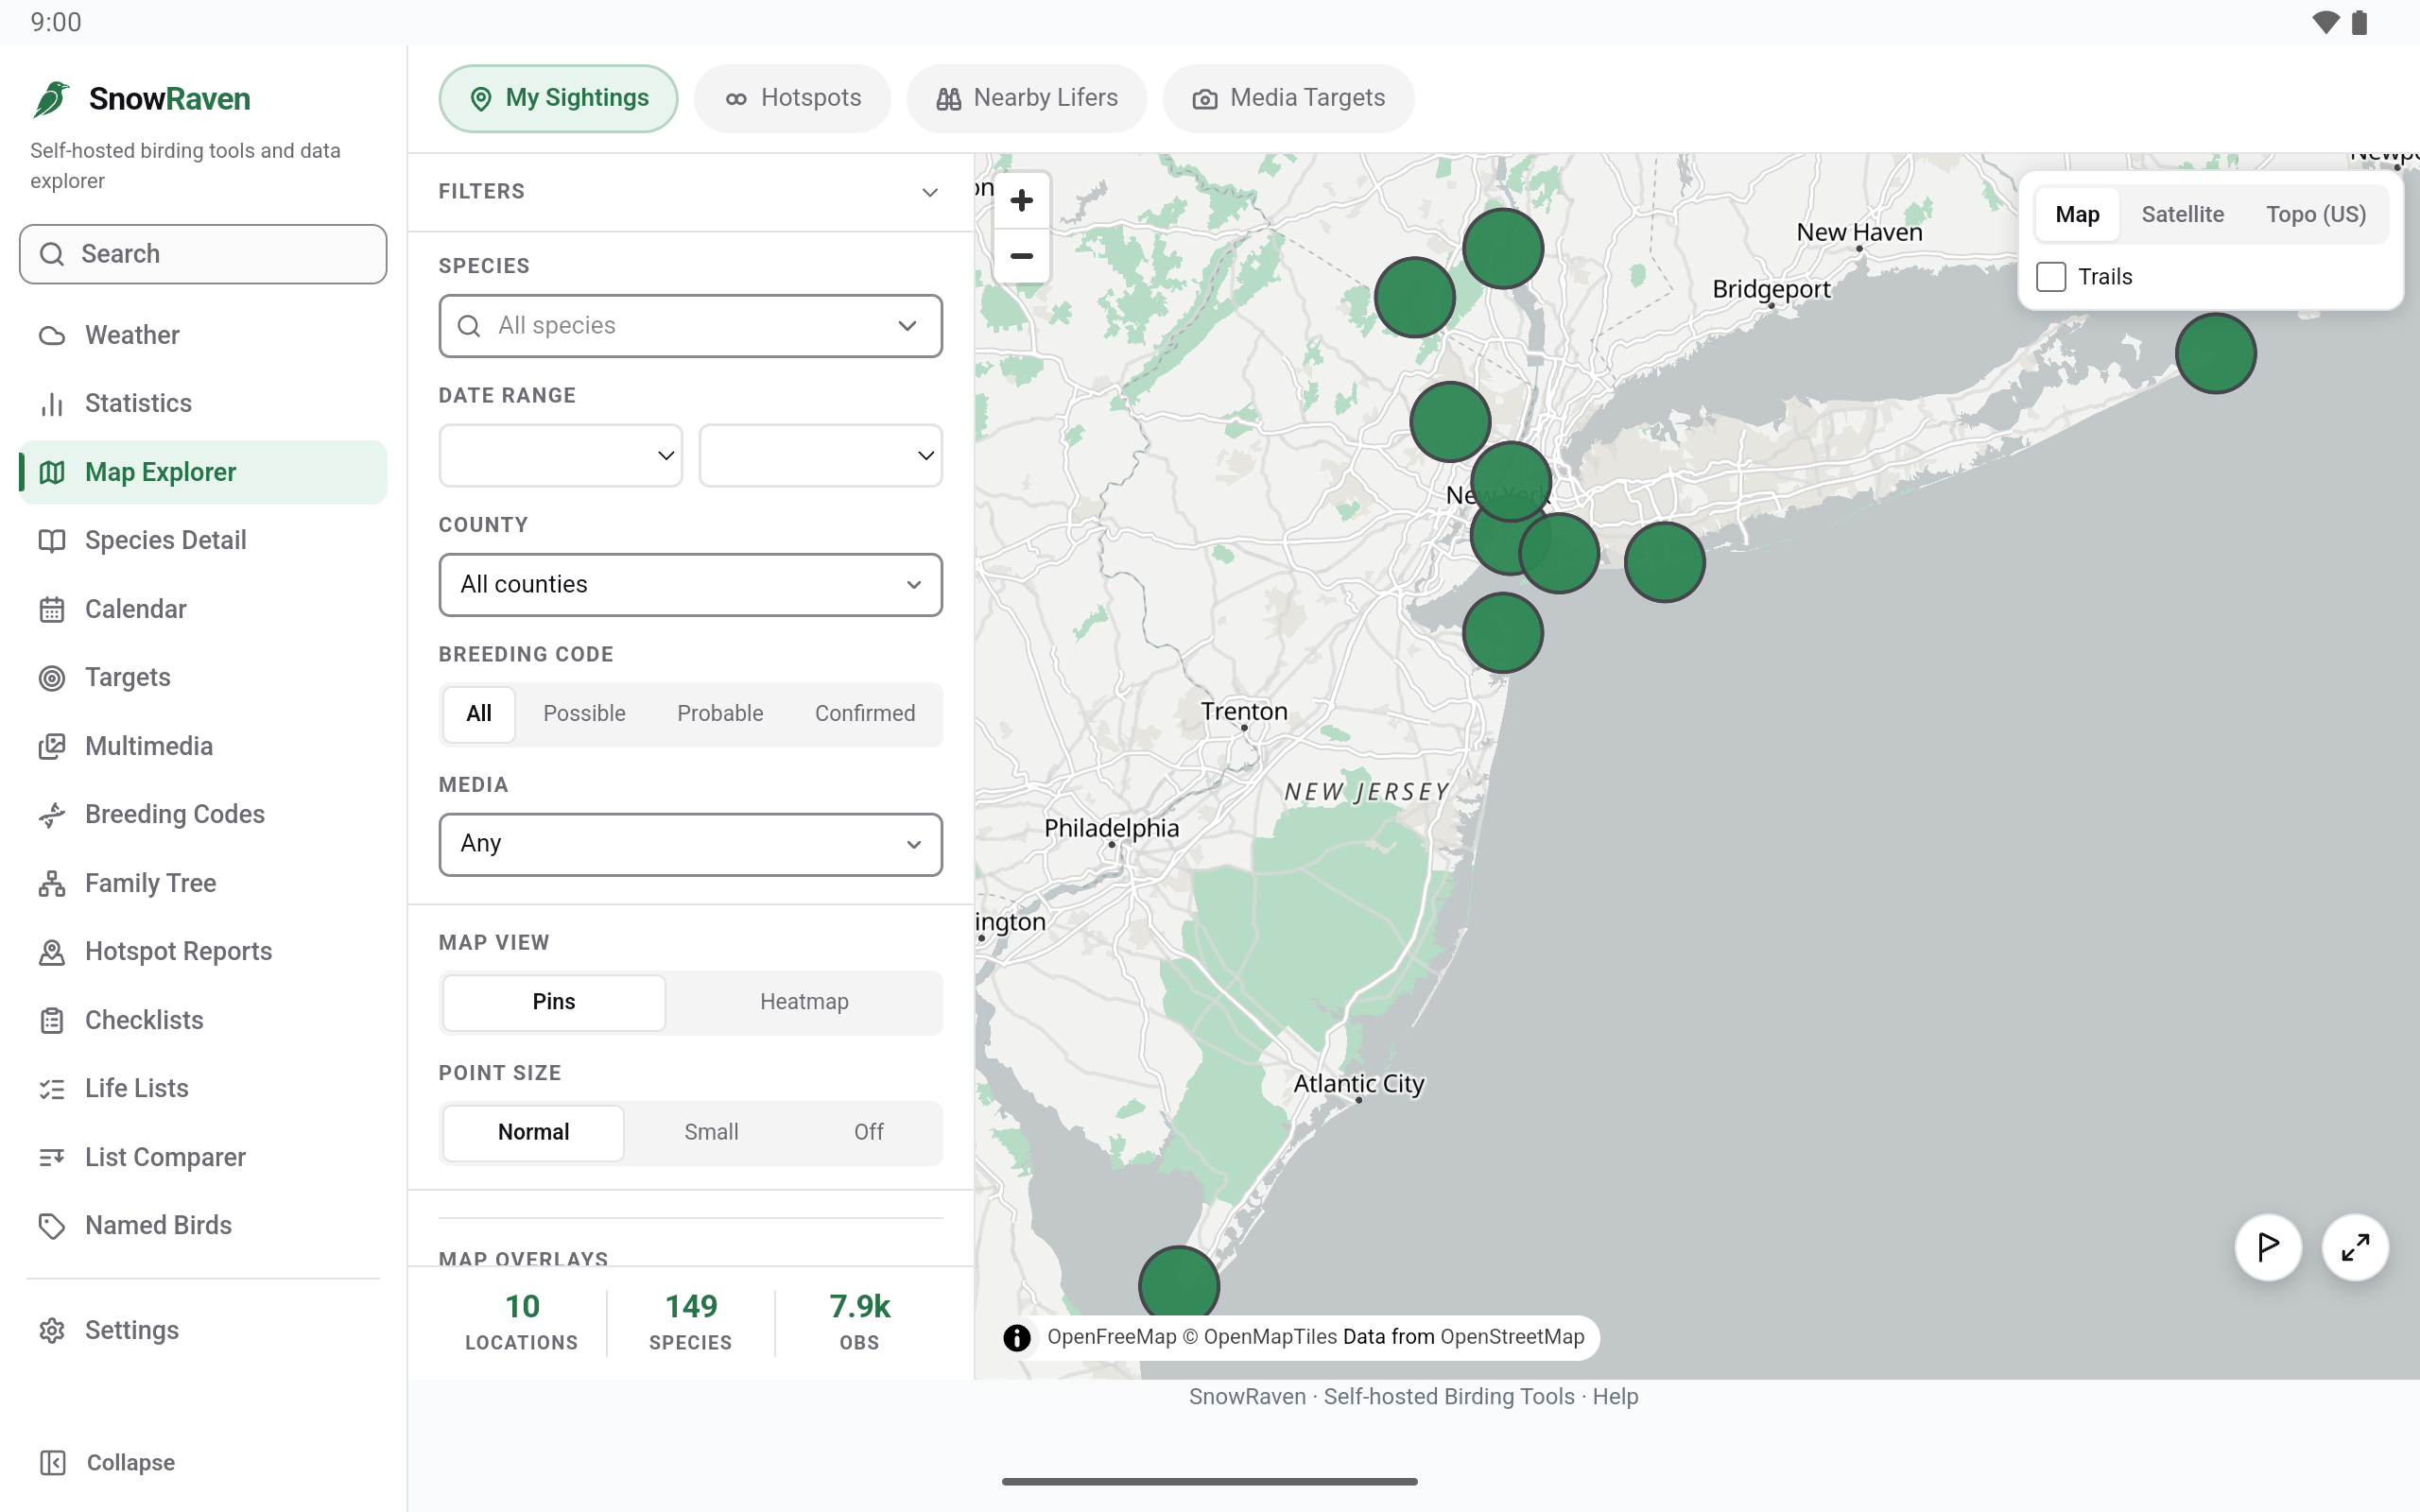 9:00
SnowRaven
Self-hosted birding tools and data
explorer
Search
Weather
Statistics
Map Explorer
Species Detail
Calendar
Targets
Multimedia
Breeding Codes
Family Tree
Hotspot Reports
Checklists
Life Lists
List Comparer
Named Birds
Settings
Collapse
My Sightings
Hotspots
Nearby Lifers
Media Targets
FILTERS
SPECIES
All species
DATE RANGE
COUNTY
All counties
BREEDING CODE
All Possible Probable Confirmed
MEDIA
Any
MAP VIEW
Pins Heatmap
POINT SIZE
Normal Small Off
MAP OVERLAYS
10 149 7.9k
LOCATIONS SPECIES OBS
Map Satellite Topo (US)
Trails
New Haven
Bridgeport
Trenton
NEW JERSEY
Philadelphia
ington
Atlantic City
OpenFreeMap © OpenMapTiles Data from OpenStreetMap
SnowRaven · Self-hosted Birding Tools · Help